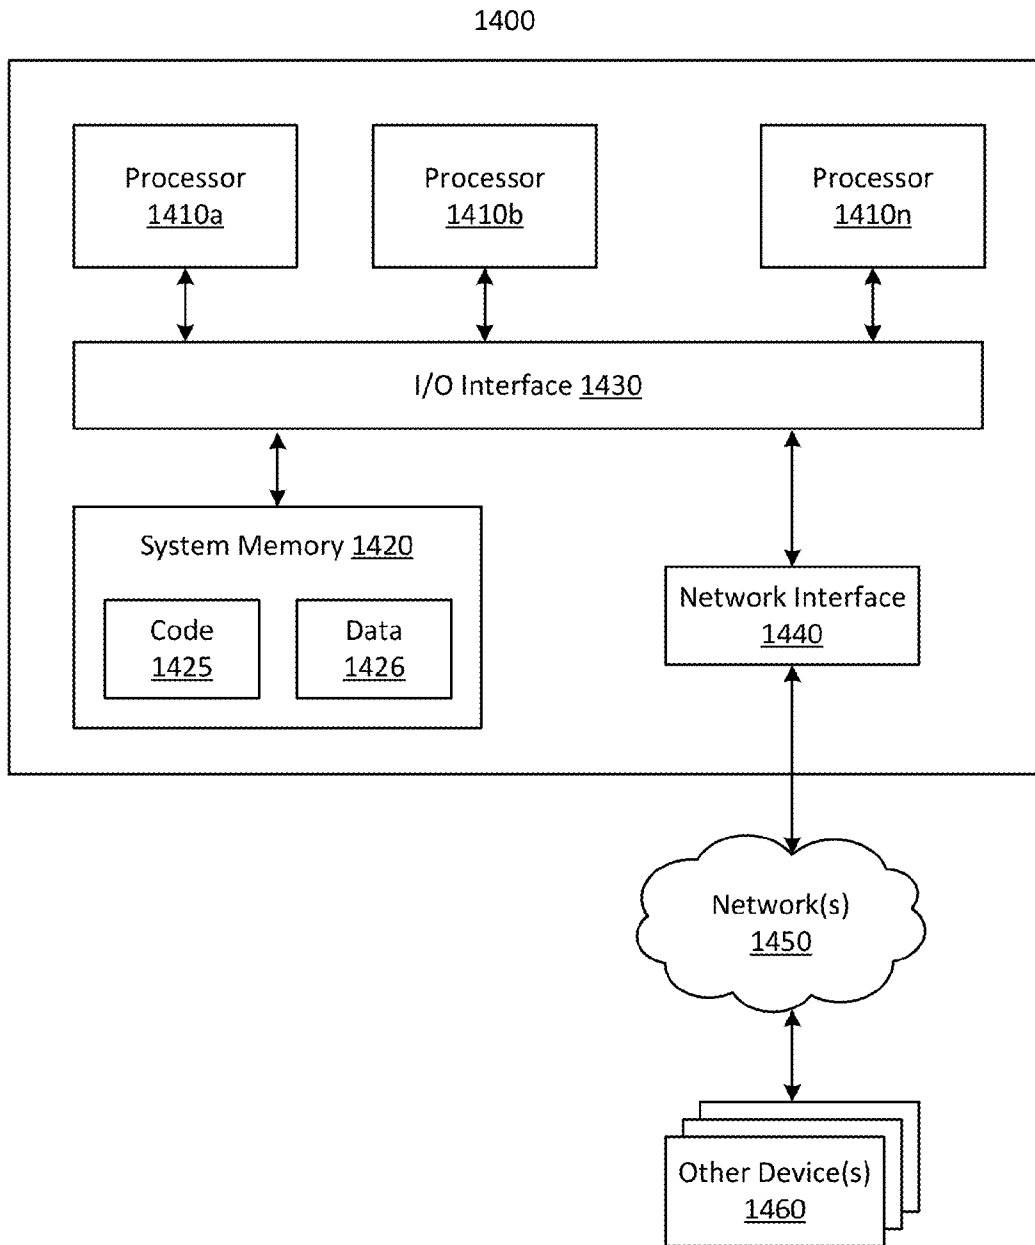 1400
Processor
1410a
Processor
1410b
Processor
1410n
I/O Interface 1430
System Memory 1420
Code
1425
Data
1426
Network Interface
1440
Network(s)
1450
Other Device(s)
1460